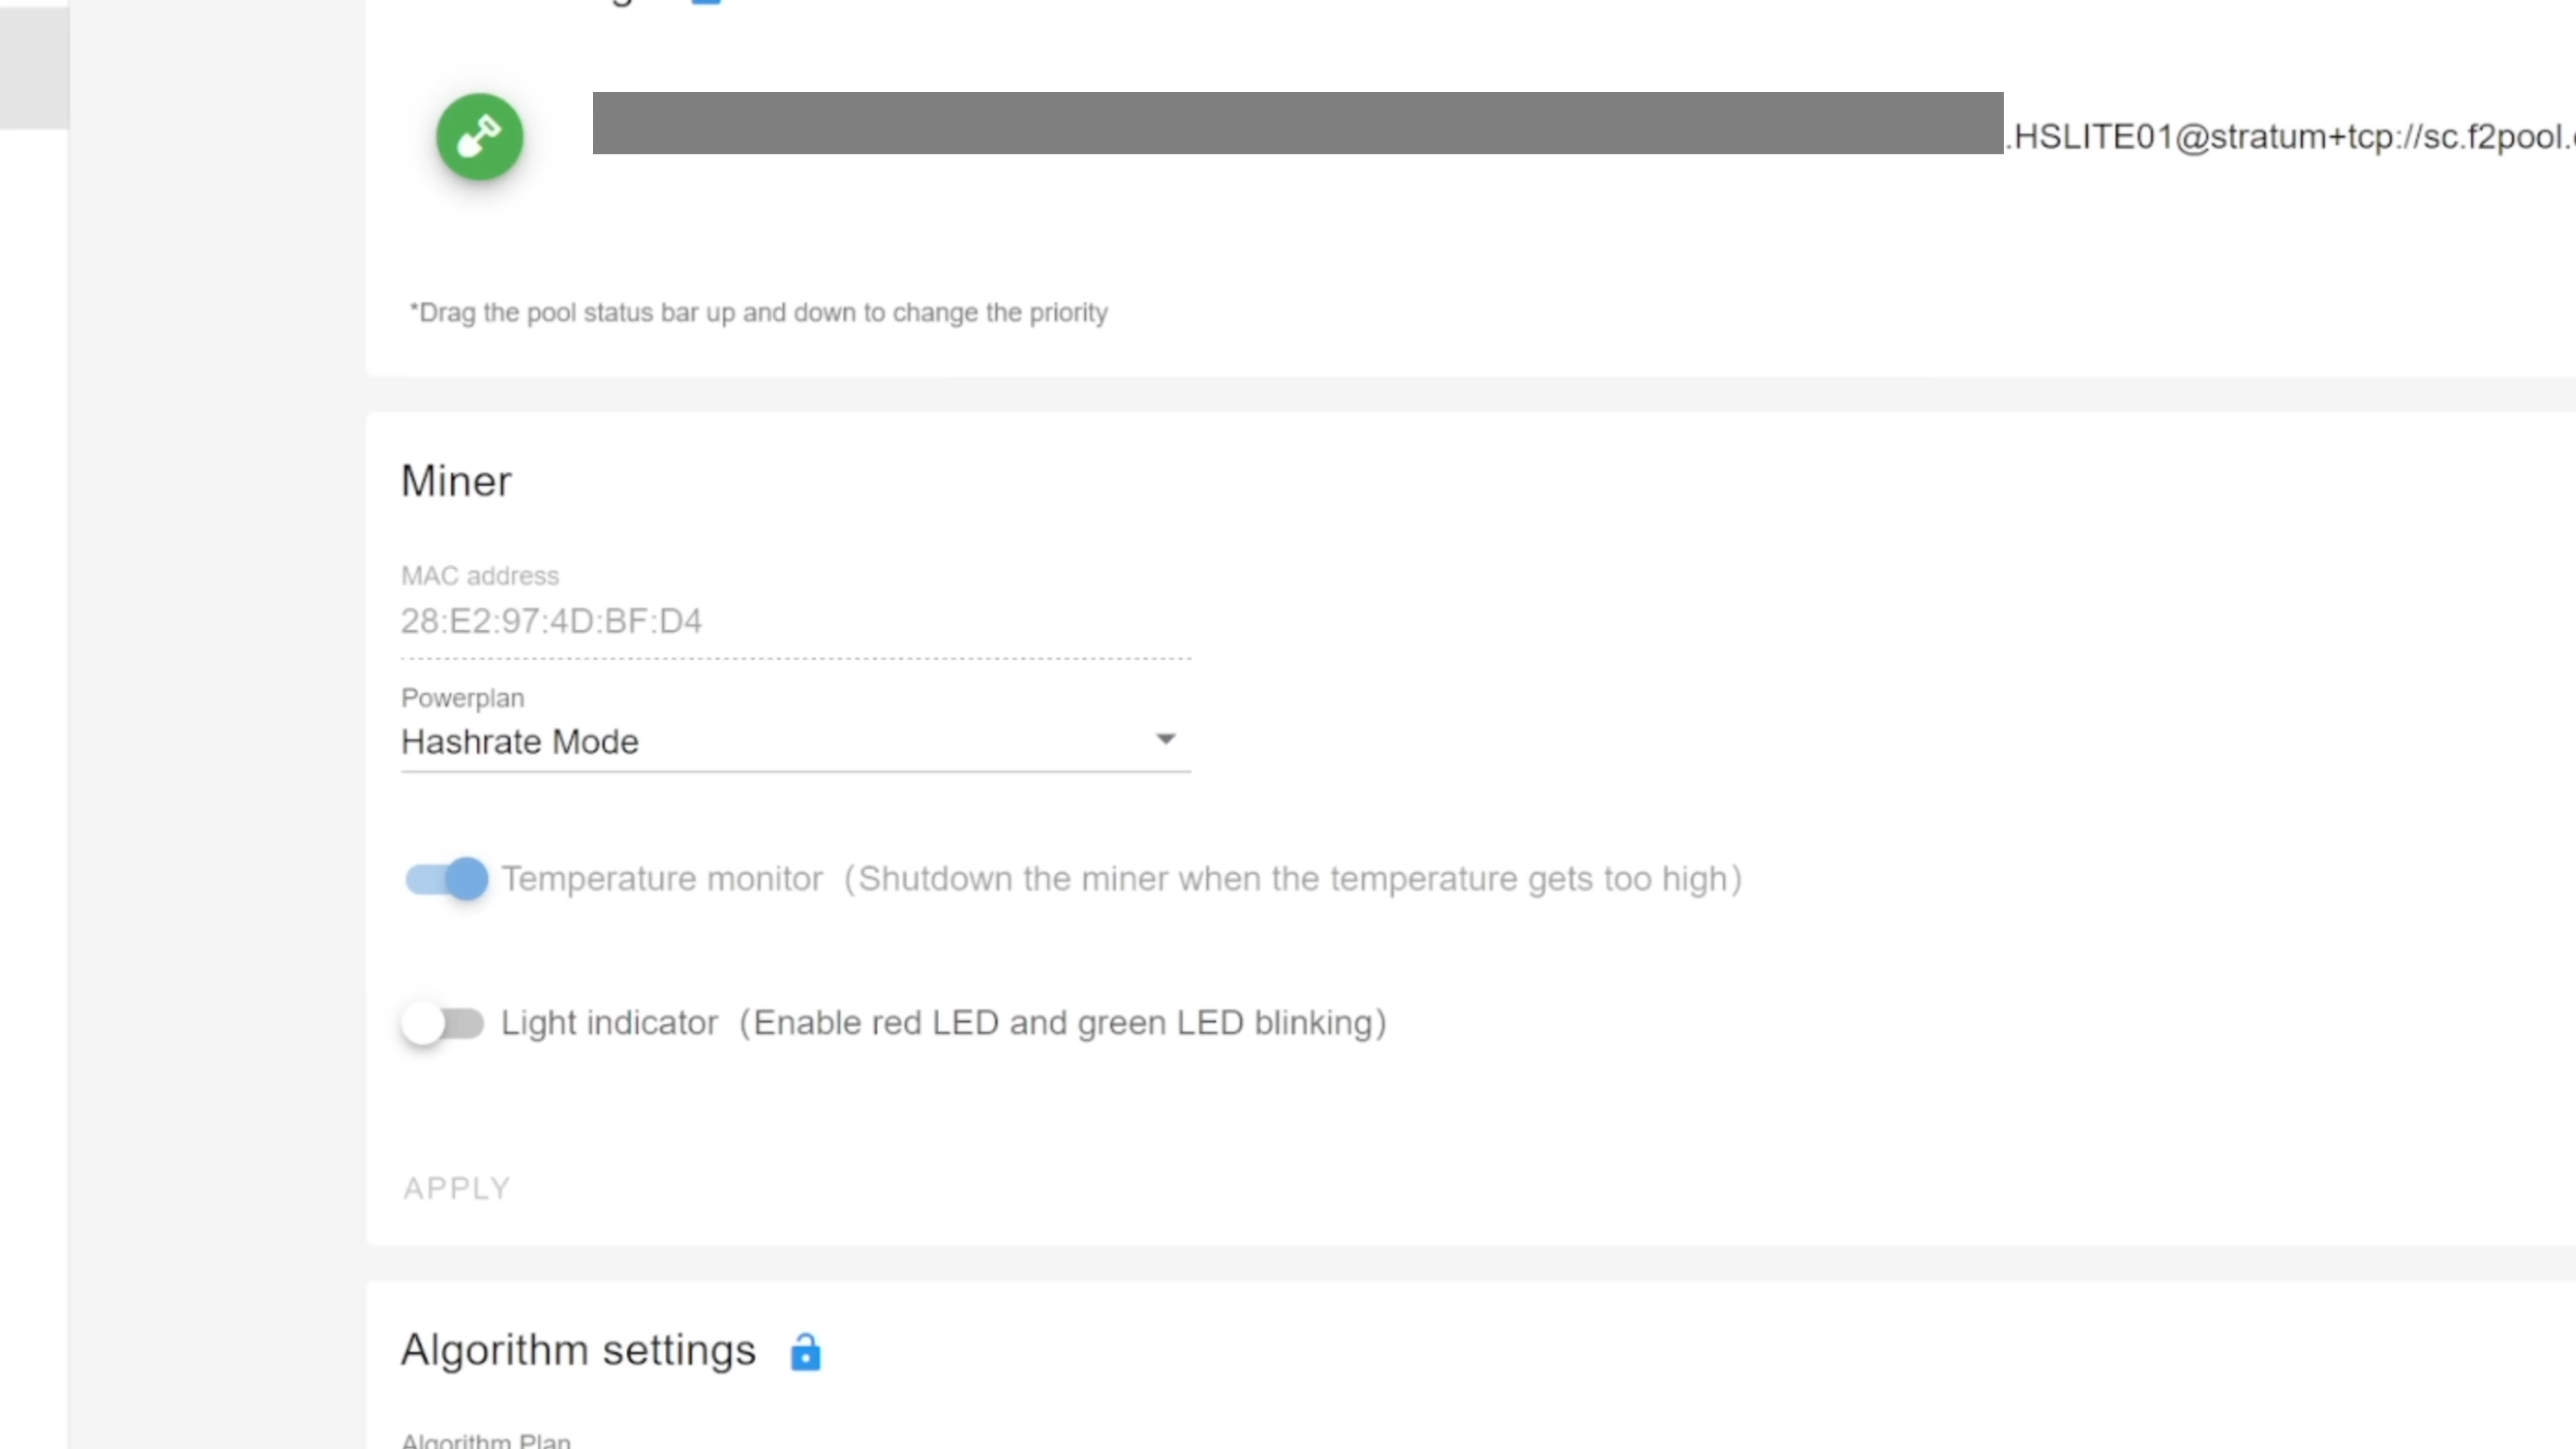 .HSLITE01@stratum+tcp://sc.f2pool.
*Drag the pool status bar up and down to change the priority
Miner
MAC address
28:E2:97:4D:BF:D4
Powerplan
Hashrate Mode
Temperature monitor (Shutdown the miner when the temperature gets too high)
Light indicator (Enable red LED and green LED blinking)
APPLY
Algorithm settings
Algorithm Plan